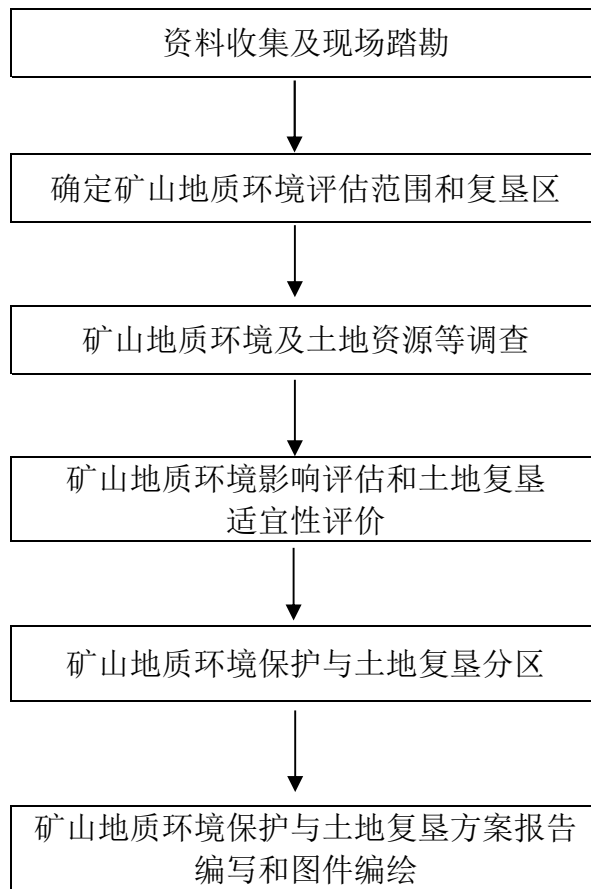 资料收集及现场踏勘
确定矿山地质环境评估范围和复垦区
矿山地质环境及土地资源等调查
矿山地质环境影响评估和土地复垦
适宜性评价
矿山地质环境保护与土地复垦分区
矿山地质环境保护与土地复垦方案报告
编写和图件编绘